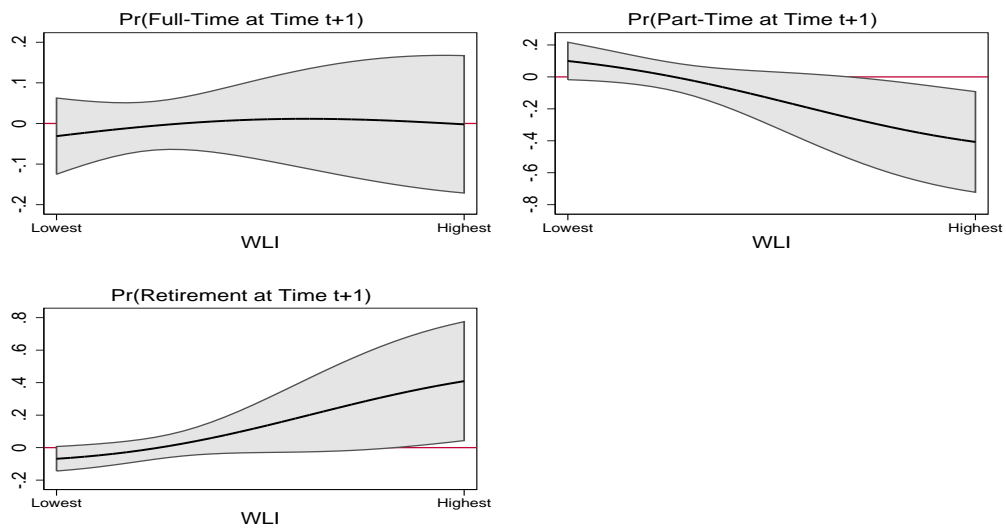 Pr(Full-Time at Time t+1)
.2
.1
0
-.1
-.2
Lowest
Highest
WLI
Pr(Part-Time at Time t+1)
.2
0
-.2
-.4
-.6
-.8
Lowest
Highest
WLI
Pr(Retirement at Time t+1)
.8
.6
.4
.2
0
-.2
Lowest
Highest
WLI